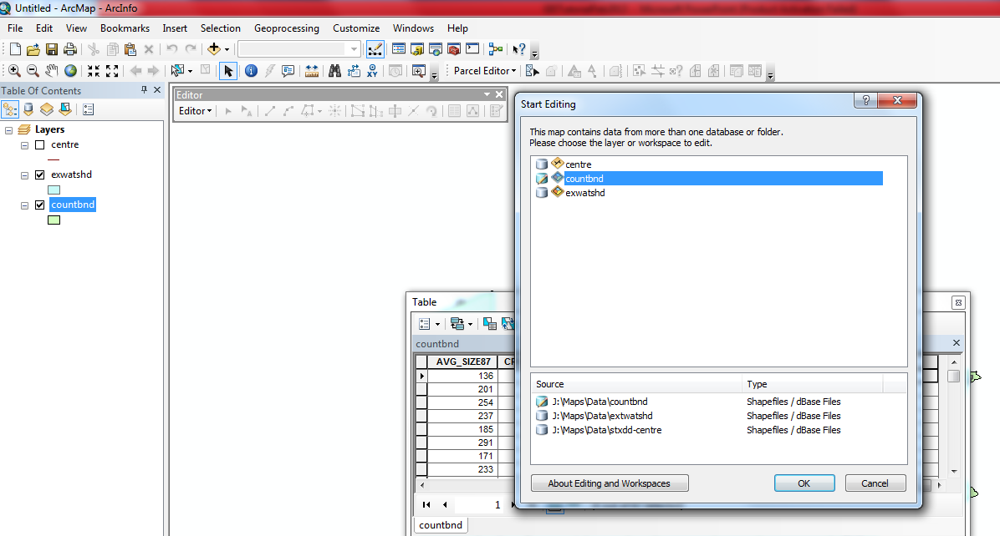 Untitled - ArcMap - ArcInfo
File Edit View Bookmarks Insert Selection Geoprocessing Customize Windows Help
Parcel Editor
Table Of Contents
Layers
centre
exwatshd
countbnd
Editor
Editor
Start Editing
This map contains data from more than one database or folder.
Please choose the layer or workspace to edit.
centre
countbnd
exwatshd
Source Type
J:\Maps\Data\countbnd Shapefiles / dBase Files
J:\Maps\Data\extwatshd Shapefiles / dBase Files
J:\Maps\Data\stxdd-centre Shapefiles / dBase Files
About Editing and Workspaces OK Cancel
Table
countbnd
AVG_SIZE87
136
201
254
237
185
291
171
233
1
countbnd